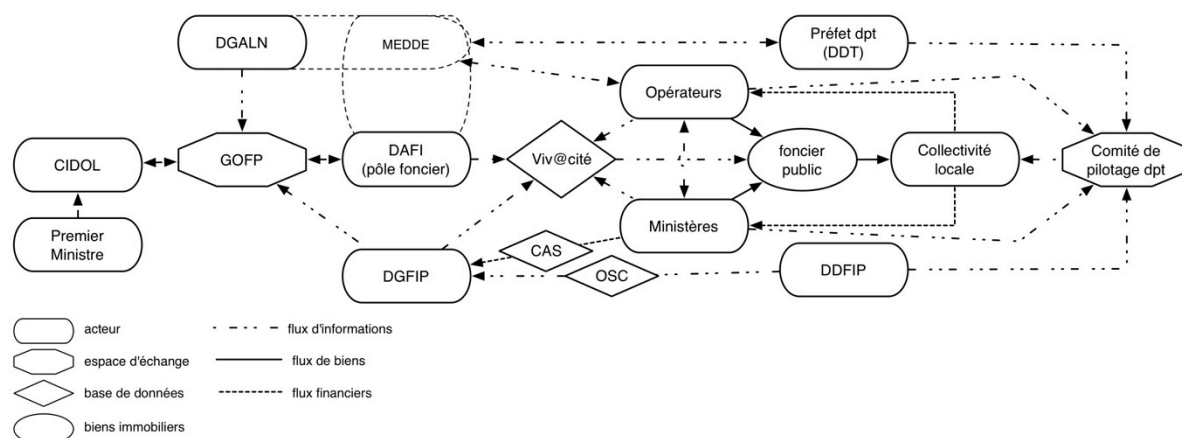 DGALN
MEDDE
Préfet dpt
(DDT)
Opérateurs
CIDOL
GOFP
DAFI
(pôle foncier)
Viv@cité
foncier
public
Collectivité
locale
Comité de
pilotage dpt
Premier
Ministre
Ministères
CAS
DGFIP
OSC
DDFIP
acteur
flux d'informations
espace d'échange
flux de biens
base de données
flux financiers
biens immobiliers